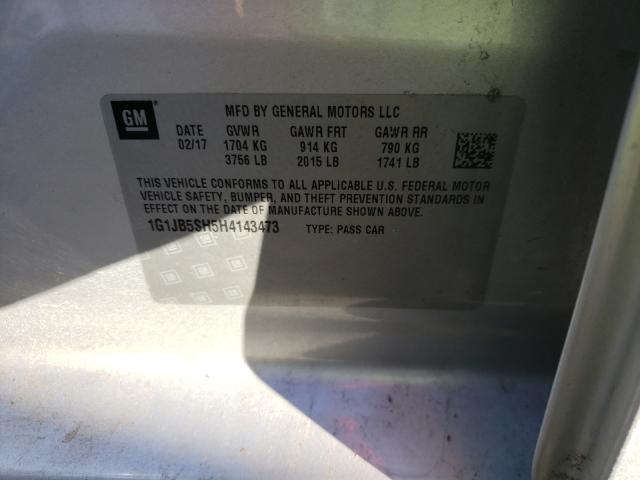 GM
MFD BY GENERAL MOTORS LLC
DATE GVWR GAWR FRT GAWR RR
02/17 1704 KG 914 KG 790 KG
3756 LB 2015 LB 1741 LB
THIS VEHICLE CONFORMS TO ALL APPLICABLE U.S. FEDERAL MOTOR
VEHICLE SAFETY, BUMPER, AND THEFT PREVENTION STANDARDS IN
EFFECT ON THE DATE OF MANUFACTURE SHOWN ABOVE.
1G1JB5SH5H4143473 TYPE: PASS CAR